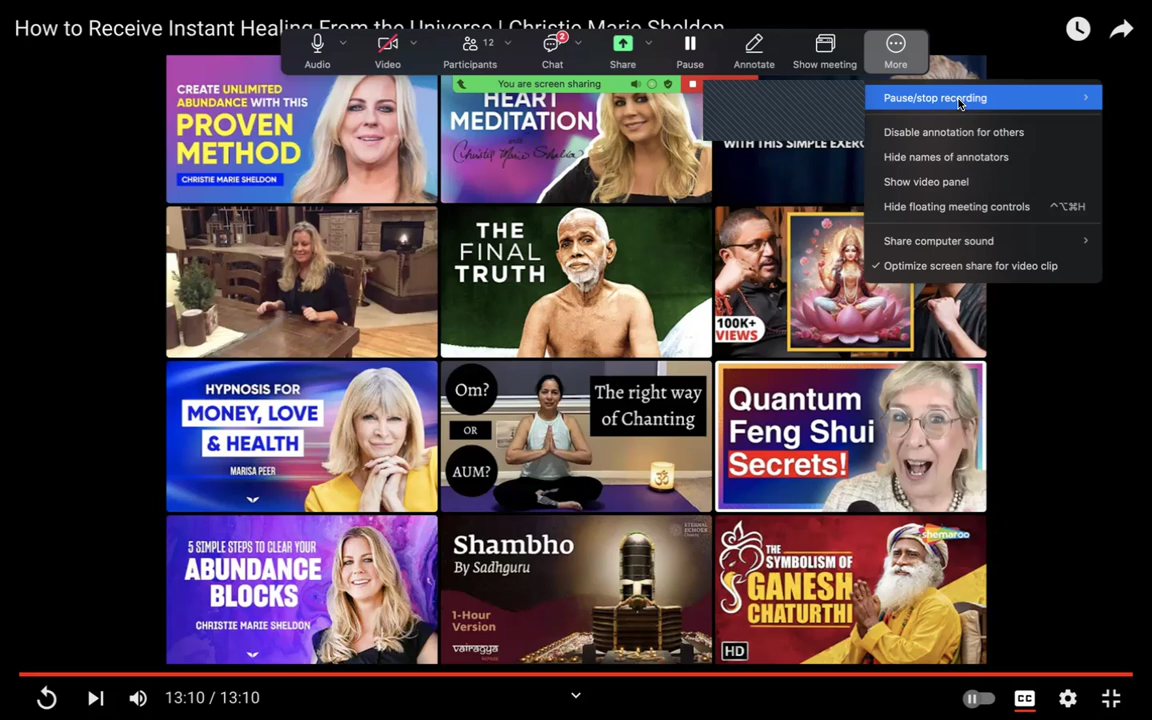 How to Receive Instant Healing From the Universe | Christie Marie Sheldon
Audio
Video
12
Participants
2
Chat
Share
Pause
Annotate
Show meeting
More
You are screen sharing
Pause/stop recording
Disable annotation for others
Hide names of annotators
Show video panel
Hide floating meeting controls ^⌥⌘H
Share computer sound
✓ Optimize screen share for video clip
CREATE UNLIMITED
ABUNDANCE WITH THIS
PROVEN
METHOD
CHRISTIE MARIE SHELDON
HEART
MEDITATION
Christie Marie Sheldon
WITH THIS SIMPLE EXERC
THE
FINAL
TRUTH
100K+
VIEWS
HYPNOSIS FOR
MONEY, LOVE
& HEALTH
MARISA PEER
Om?
OR
AUM?
The right way
of Chanting
Quantum
Feng Shui
Secrets!
5 SIMPLE STEPS TO CLEAR YOUR
ABUNDANCE
BLOCKS
CHRISTIE MARIE SHELDON
Shambho
By Sadhguru
1-Hour
Version
vairagya
THE
SYMBOLISM OF
GANESH
CHATURTHI
shemaroo
HD
13:10 / 13:10
CC